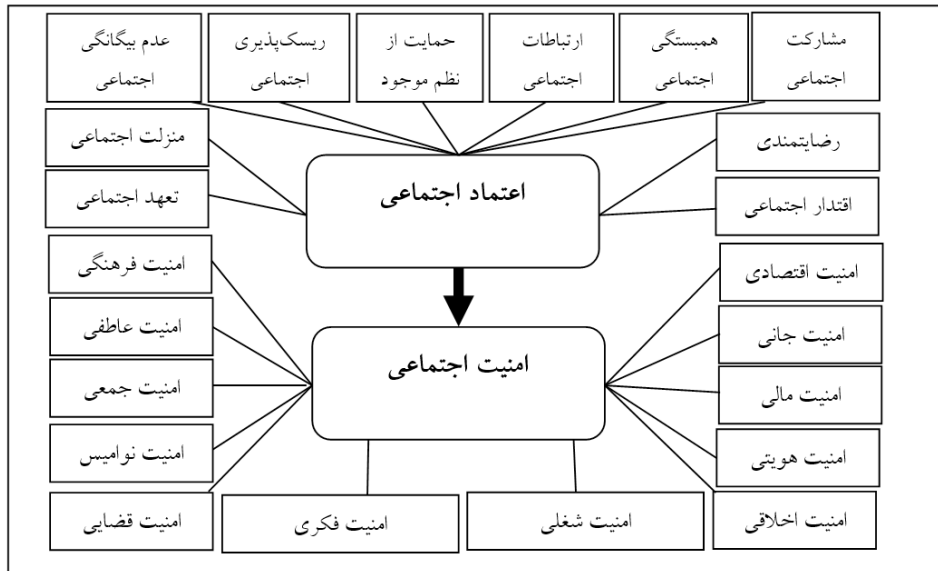 مشارکت
اجتماعی
همبستگی
اجتماعی
ارتباطات
اجتماعی
حمایت از
نظم موجود
ریسک‌پذیری
اجتماعی
عدم بیگانگی
اجتماعی
رضایتمندی
منزلت اجتماعی
اقتدار اجتماعی
تعهد اجتماعی
اعتماد اجتماعی
امنیت اقتصادی
امنیت فرهنگی
امنیت جانی
امنیت عاطفی
امنیت اجتماعی
امنیت مالی
امنیت جمعی
امنیت هویتی
امنیت نوامیس
امنیت اخلاقی
امنیت شغلی
امنیت فکری
امنیت قضایی